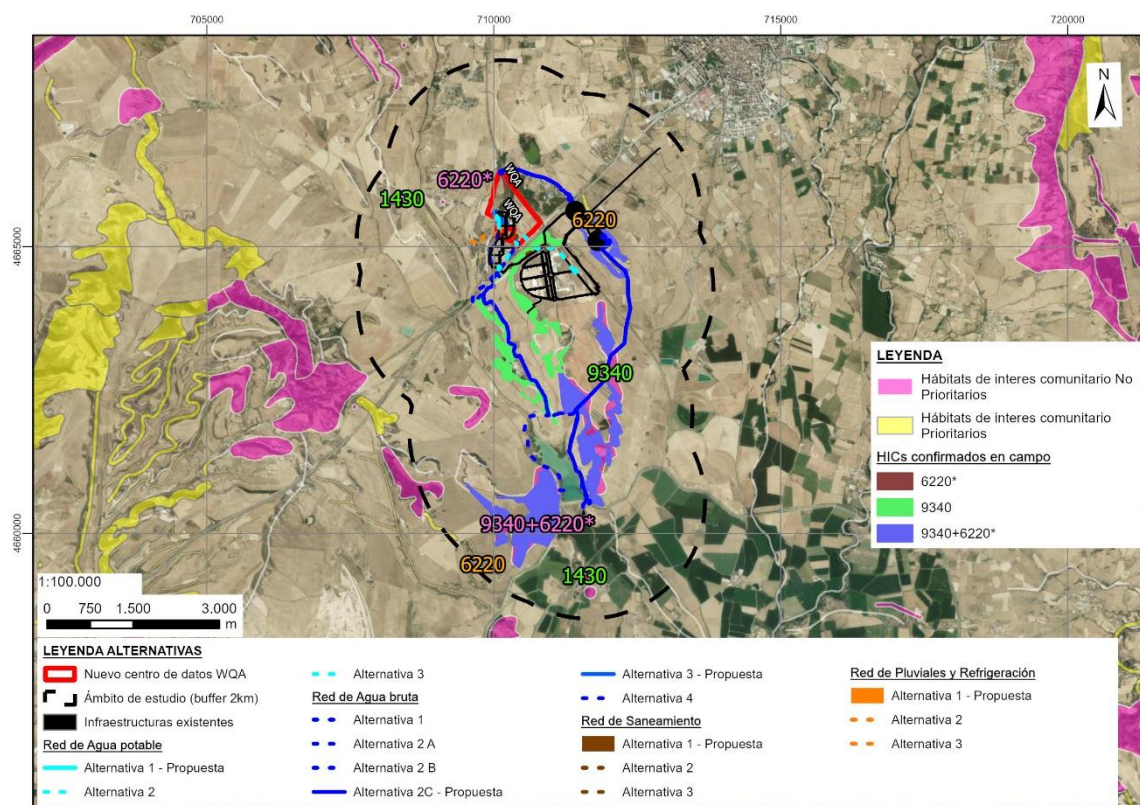 705000
710000
715000
720000
N
6220*
WQA
1430
WQA
6220
4665000
9340
LEYENDA
Hábitats de interes comunitario No
Prioritarios
Hábitats de interes comunitario
Prioritarios
HICs confirmados en campo
6220*
9340
9340+6220*
9340+6220*
4660000
6220
1430
1:100.000
0 750 1.500 3.000
m
LEYENDA ALTERNATIVAS
Nuevo centro de datos WQA
Ámbito de estudio (buffer 2km)
Infraestructuras existentes
Red de Agua potable
Alternativa 1 - Propuesta
Alternativa 2
Alternativa 3
Red de Agua bruta
Alternativa 1
Alternativa 2 A
Alternativa 2 B
Alternativa 2C - Propuesta
Alternativa 3 - Propuesta
Alternativa 4
Red de Saneamiento
Alternativa 1 - Propuesta
Alternativa 2
Alternativa 3
Red de Pluviales y Refrigeración
Alternativa 1 - Propuesta
Alternativa 2
Alternativa 3